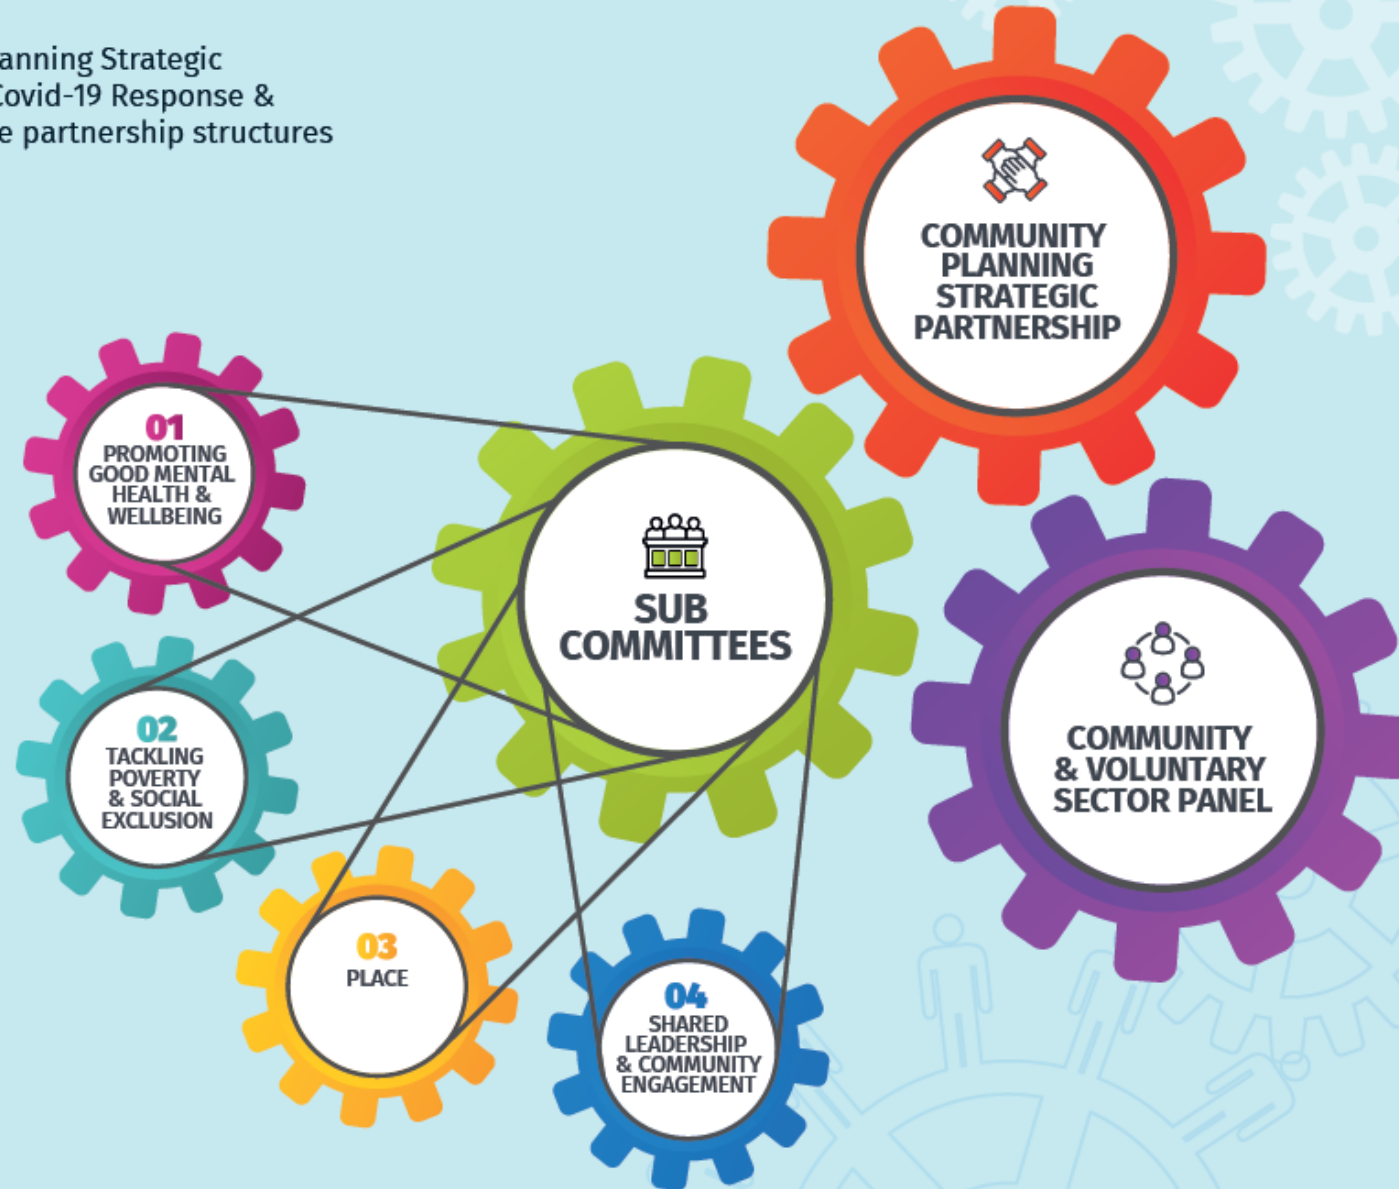 Strategic
Covid-19 Response &
partnership structures
COMMUNITY
PLANNING
STRATEGIC
PARTNERSHIP
01
PROMOTING
GOOD MENTAL
HEALTH &
WELLBEING
SUB
COMMITTEES
02
TACKLING
POVERTY
& SOCIAL
EXCLUSION
COMMUNITY
& VOLUNTARY
SECTOR PANEL
03
PLACE
04
SHARED
LEADERSHIP
& COMMUNITY
ENGAGEMENT